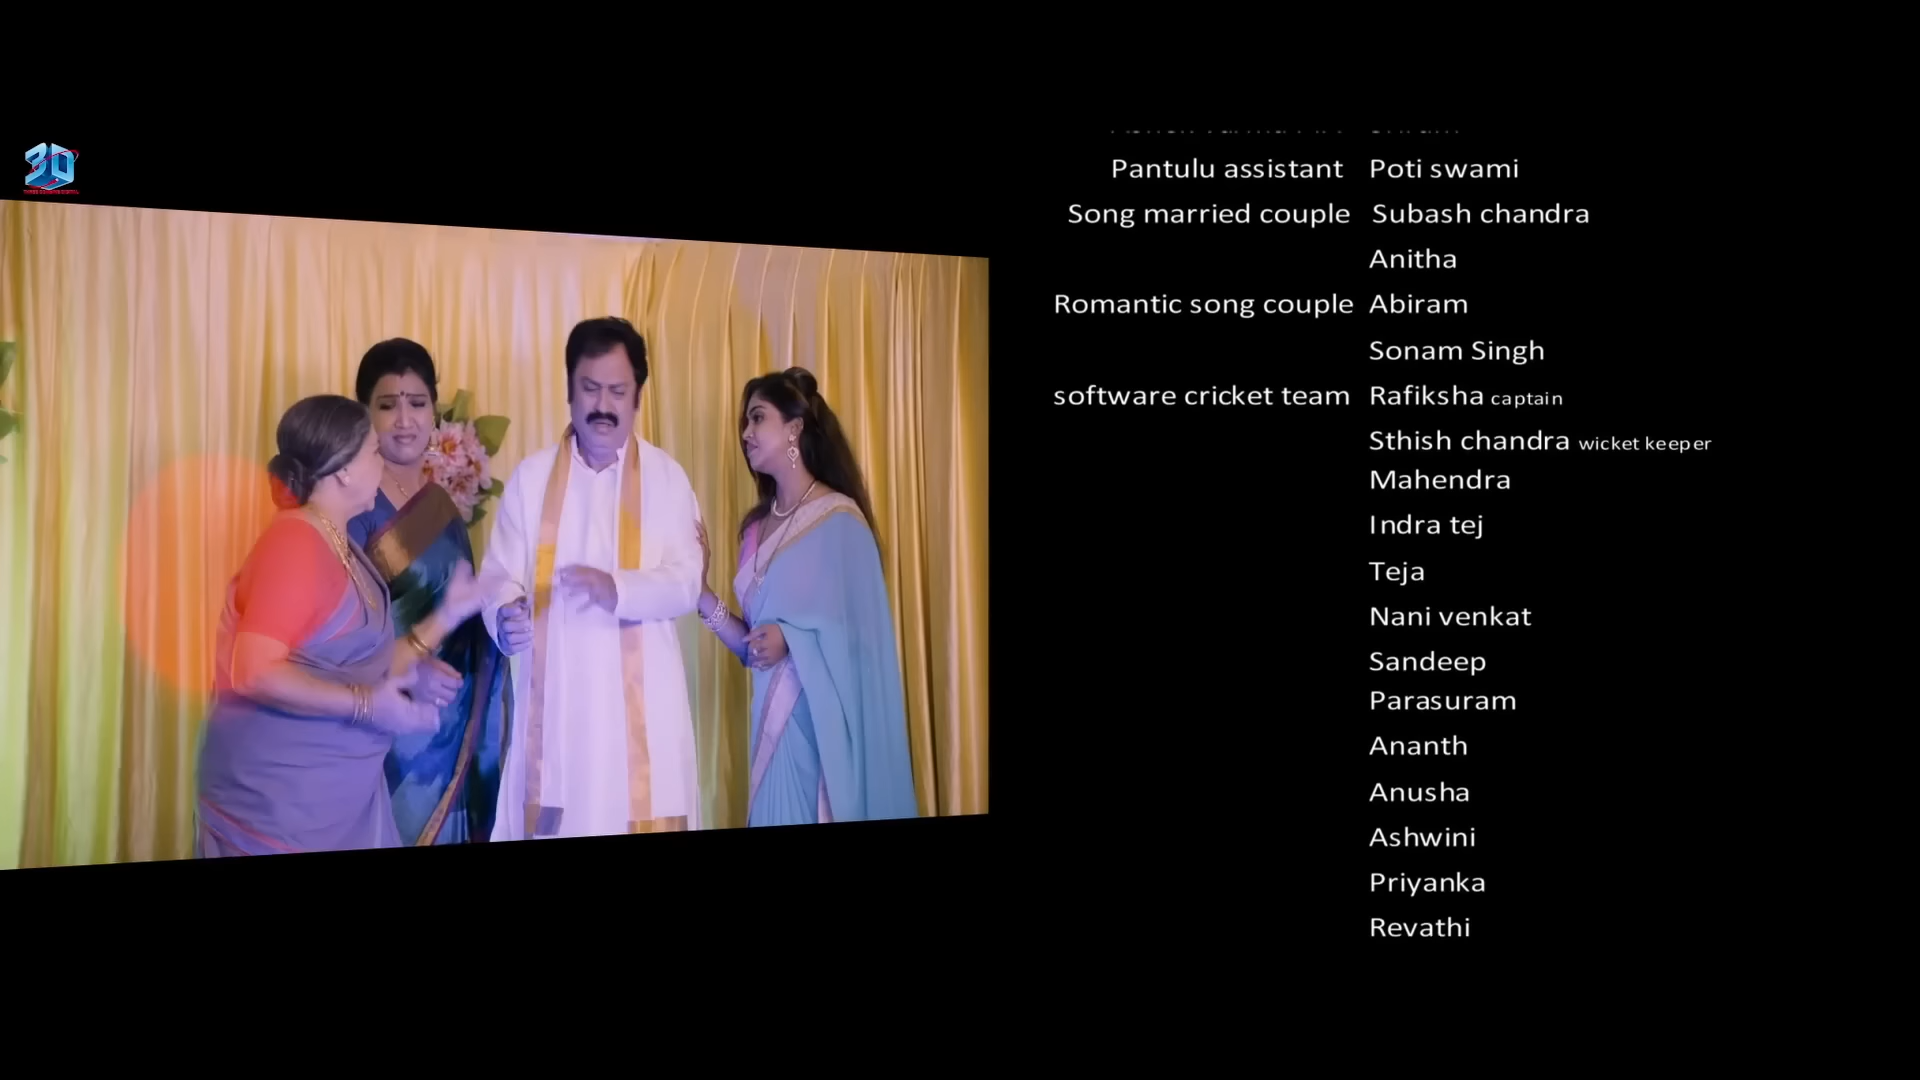 3D
Pantulu assistant Poti swami
Song married couple Subash chandra
Anitha
Romantic song couple Abiram
Sonam Singh
software cricket team Rafiksha captain
Sthish chandra wicket keeper
Mahendra
Indra tej
Teja
Nani venkat
Sandeep
Parasuram
Ananth
Anusha
Ashwini
Priyanka
Revathi